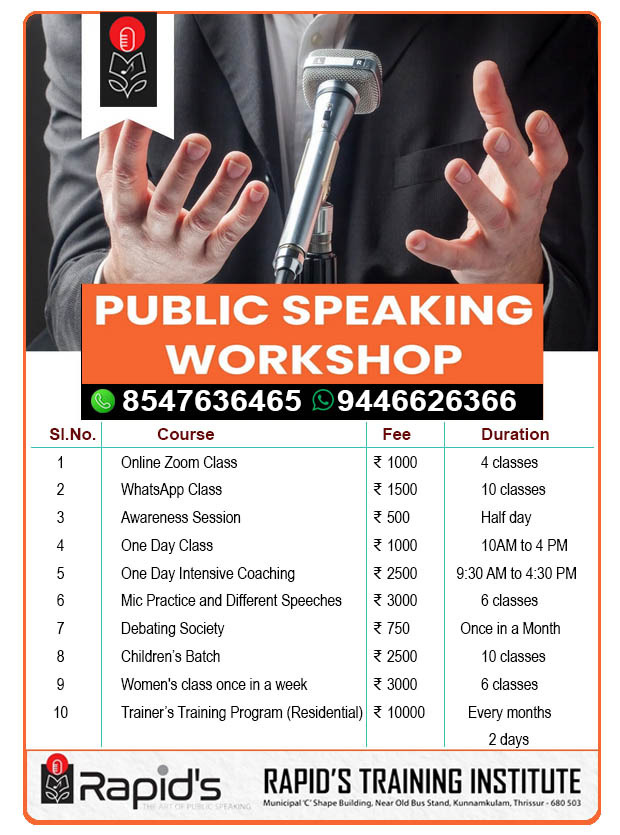 L R
PUBLIC SPEAKING
WORKSHOP
8547636465 9446626366
Sl.No. Course Fee Duration
1 Online Zoom Class ₹ 1000 4 classes
2 WhatsApp Class ₹ 1500 10 classes
3 Awareness Session ₹ 500 Half day
4 One Day Class ₹ 1000 10AM to 4 PM
5 One Day Intensive Coaching ₹ 2500 9:30 AM to 4:30 PM
6 Mic Practice and Different Speeches ₹ 3000 6 classes
7 Debating Society ₹ 750 Once in a Month
8 Children’s Batch ₹ 2500 10 classes
9 Women's class once in a week ₹ 3000 6 classes
10 Trainer’s Training Program (Residential) ₹ 10000 Every months
2 days
Rapid's
THE ART OF PUBLIC SPEAKING
RAPID'S TRAINING INSTITUTE
Municipal 'C' Shape Building, Near Old Bus Stand, Kunnamkulam, Thrissur - 680 503